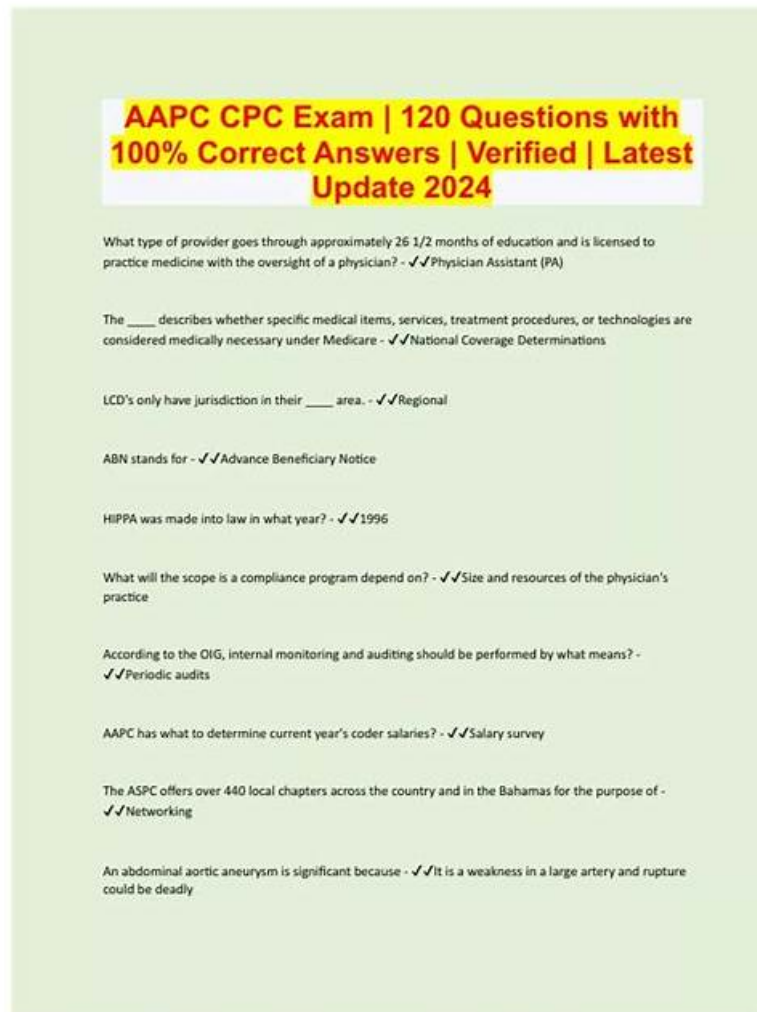 AAPC CPC Exam | 120 Questions with
100% Correct Answers | Verified | Latest
Update 2024
What type of provider goes through approximately 26 1/2 months of education and is licensed to
practice medicine with the oversight of a physician? - ✓✓Physician Assistant (PA)
The ____ describes whether specific medical items, services, treatment procedures, or technologies are
considered medically necessary under Medicare - ✓✓National Coverage Determinations
LCD's only have jurisdiction in their ____ area. - ✓✓Regional
ABN stands for - ✓✓Advance Beneficiary Notice
HIPPA was made into law in what year? - ✓✓1996
What will the scope is a compliance program depend on? - ✓✓Size and resources of the physician's
practice
According to the OIG, internal monitoring and auditing should be performed by what means? -
✓✓Periodic audits
AAPC has what to determine current year's coder salaries? - ✓✓Salary survey
The ASPC offers over 440 local chapters across the country and in the Bahamas for the purpose of -
✓✓Networking
An abdominal aortic aneurysm is significant because - ✓✓It is a weakness in a large artery and rupture
could be deadly